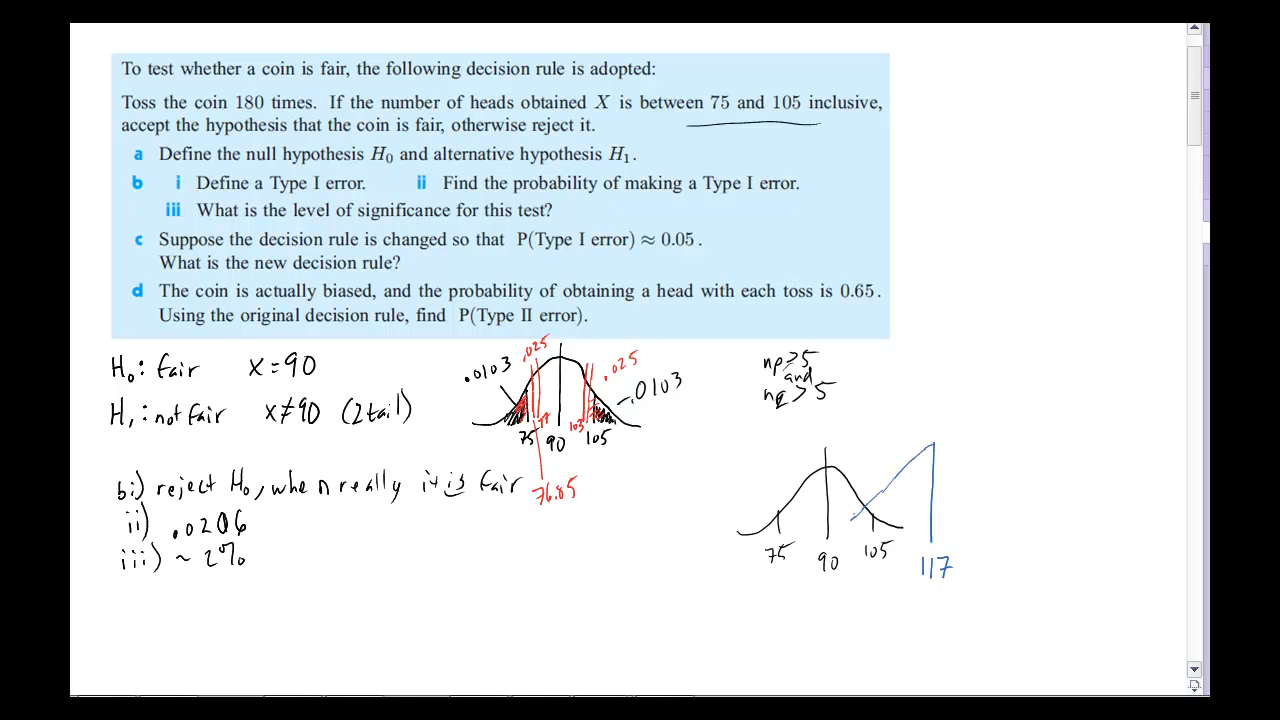 To test whether a coin is fair, the following decision rule is adopted:
Toss the coin 180 times. If the number of heads obtained X is between 75 and 105 inclusive,
accept the hypothesis that the coin is fair, otherwise reject it.
a Define the null hypothesis H₀ and alternative hypothesis H₁.
b i Define a Type I error. ii Find the probability of making a Type I error.
iii What is the level of significance for this test?
c Suppose the decision rule is changed so that P(Type I error) ≈ 0.05.
What is the new decision rule?
d The coin is actually biased, and the probability of obtaining a head with each toss is 0.65.
Using the original decision rule, find P(Type II error).
H₀: fair x=90
H₁: not fair x≠90 (2 tail)
.0103 .025 .025 .0103
77 103
75 90 105
76.85
np>5
and
nq>5
bi) reject H₀, when really it is fair
ii) .0206
iii) ~2%
75 90 105 117